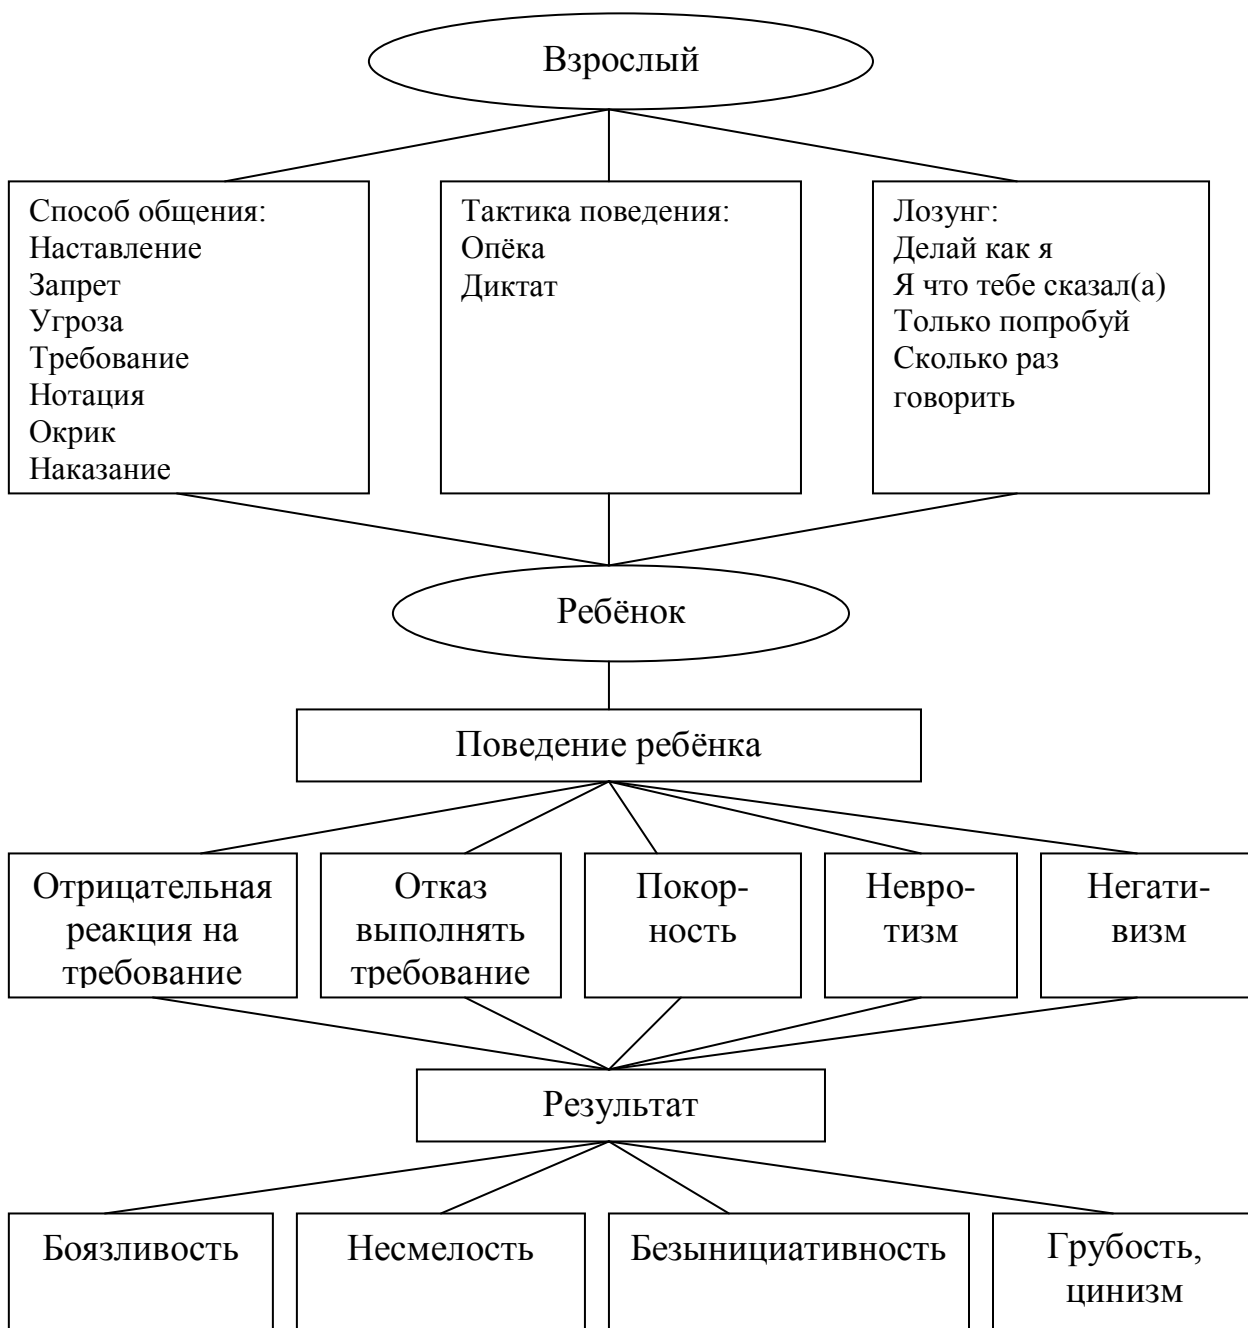 Взрослый
Способ общения:
Наставление
Запрет
Угроза
Требование
Нотация
Окрик
Наказание
Тактика поведения:
Опёка
Диктат
Лозунг:
Делай как я
Я что тебе сказал(а)
Только попробуй
Сколько раз
говорить
Ребёнок
Поведение ребёнка
Отрицательная
реакция на
требование
Отказ
выполнять
требование
Покор-
ность
Невро-
тизм
Негати-
визм
Результат
Боязливость
Несмелость
Безынициативность
Грубость,
цинизм